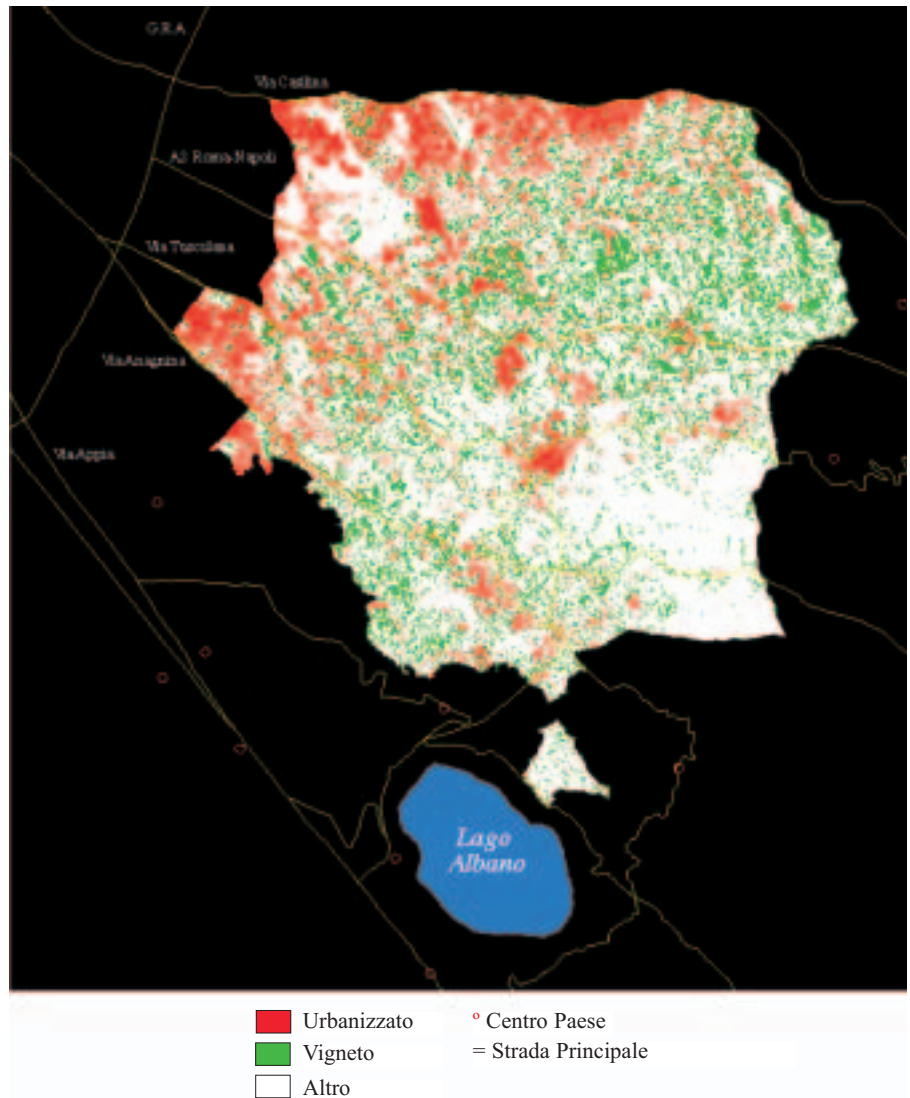 G.R.A.
Via Casilina
A2 Roma-Napoli
Via Tuscolana
Via Anagnina
Via Appia
Lago
Albano
Urbanizzato
° Centro Paese
Vigneto
= Strada Principale
Altro